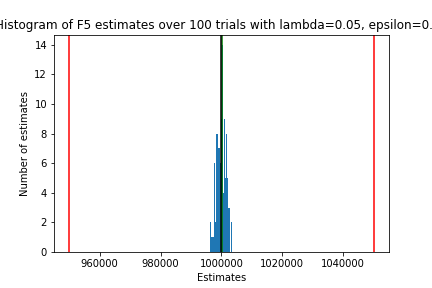 Histogram of F5 estimates over 100 trials with lambda=0.05, epsilon=0.
14
12
10
8
6
4
2
0
Number of estimates
960000 980000 1000000 1020000 1040000
Estimates